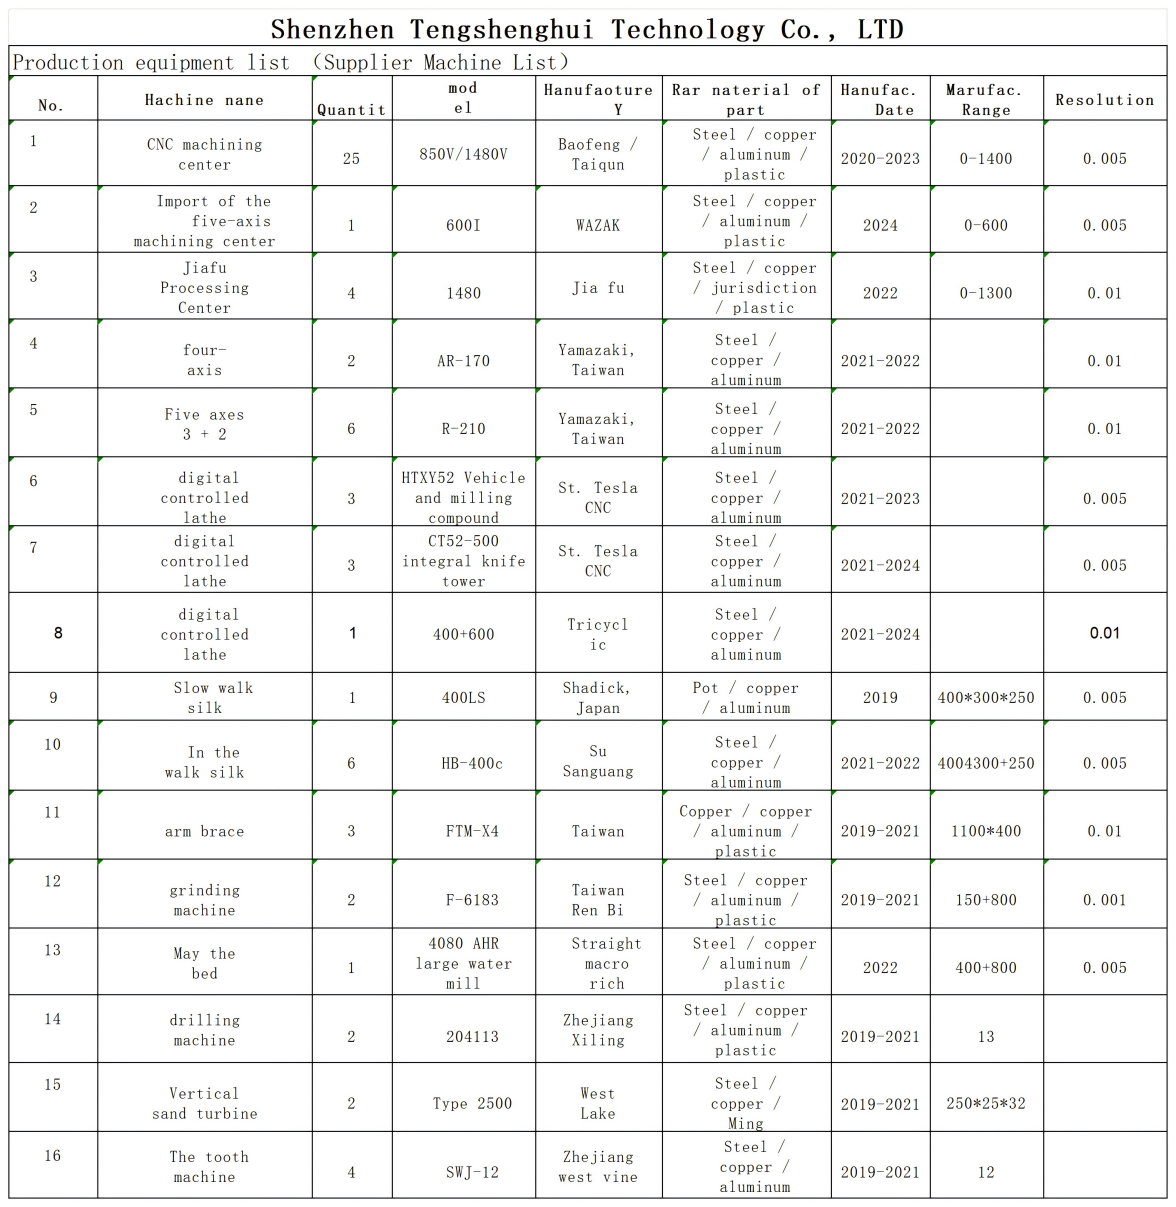 Shenzhen Tengshenghui Technology Co., LTD
Production equipment list （Supplier Machine List）
No.
Hachine nane
Quantit
mod
el
Hanufaoture
Y
Rar naterial of
part
Hanufac.
Date
Marufac.
Range
Resolution
1
CNC machining
center
25
850V/1480V
Baofeng /
Taiqun
Steel / copper
/ aluminum /
plastic
2020-2023
0-1400
0.005
2
Import of the
five-axis
machining center
1
600I
WAZAK
Steel / copper
/ aluminum /
plastic
2024
0-600
0.005
3
Jiafu
Processing
Center
4
1480
Jia fu
Steel / copper
/ jurisdiction
/ plastic
2022
0-1300
0.01
4
four-
axis
2
AR-170
Yamazaki,
Taiwan
Steel /
copper /
aluminum
2021-2022
0.01
5
Five axes
3 + 2
6
R-210
Yamazaki,
Taiwan
Steel /
copper /
aluminum
2021-2022
0.01
6
digital
controlled
lathe
3
HTXY52 Vehicle
and milling
compound
St. Tesla
CNC
Steel /
copper /
aluminum
2021-2023
0.005
7
digital
controlled
lathe
3
CT52-500
integral knife
tower
St. Tesla
CNC
Steel /
copper /
aluminum
2021-2024
0.005
8
digital
controlled
lathe
1
400+600
Tricycl
ic
Steel /
copper /
aluminum
2021-2024
0.01
9
Slow walk
silk
1
400LS
Shadick,
Japan
Pot / copper
/ aluminum
2019
400*300*250
0.005
10
In the
walk silk
6
HB-400c
Su
Sanguang
Steel /
copper /
aluminum
2021-2022
4004300+250
0.005
11
arm brace
3
FTM-X4
Taiwan
Copper / copper
/ aluminum /
plastic
2019-2021
1100*400
0.01
12
grinding
machine
2
F-6183
Taiwan
Ren Bi
Steel / copper
/ aluminum /
plastic
2019-2021
150+800
0.001
13
May the
bed
1
4080 AHR
large water
mill
Straight
macro
rich
Steel / copper
/ aluminum /
plastic
2022
400+800
0.005
14
drilling
machine
2
204113
Zhejiang
Xiling
Steel / copper
/ aluminum /
plastic
2019-2021
13
15
Vertical
sand turbine
2
Type 2500
West
Lake
Steel /
copper /
Ming
2019-2021
250*25*32
16
The tooth
machine
4
SWJ-12
Zhejiang
west vine
Steel /
copper /
aluminum
2019-2021
12